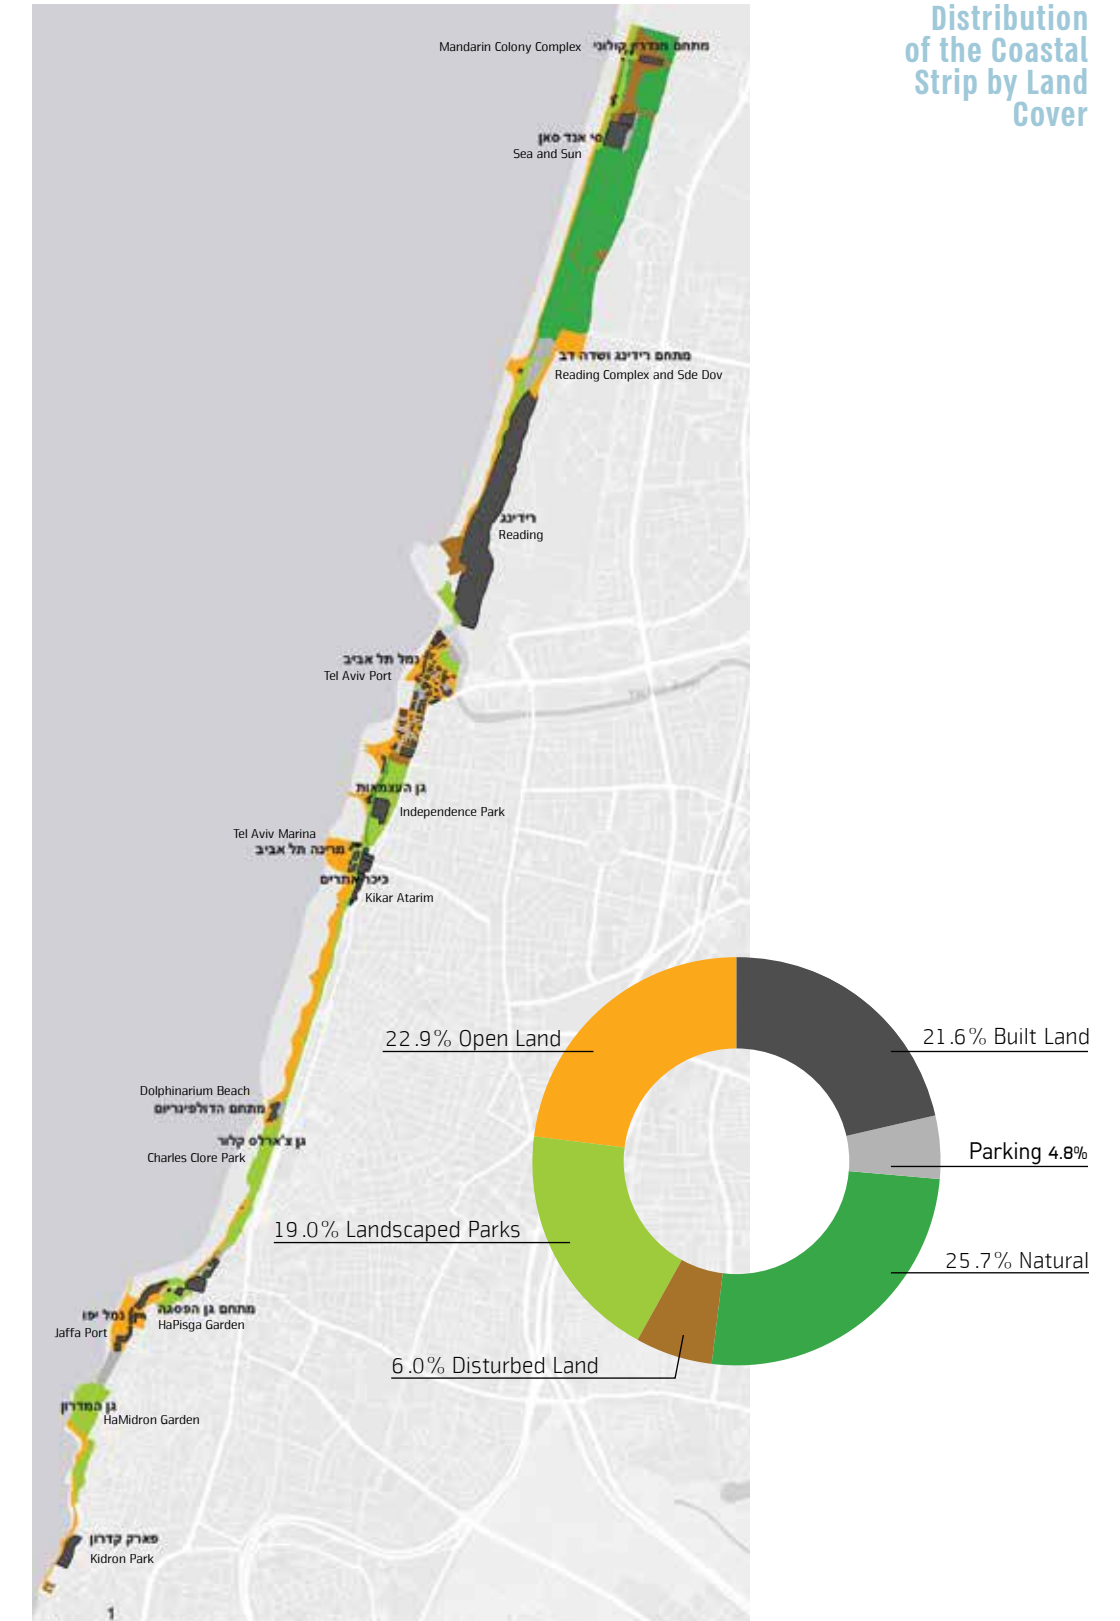 Distribution
of the Coastal
Strip by Land
Cover
Mandarin Colony Complex
מתחם מנדרין קולוני
סי אנד סאן
Sea and Sun
מתחם רידינג ושדה דב
Reading Complex and Sde Dov
רידינג
Reading
נמל תל אביב
Tel Aviv Port
גן העצמאות
Independence Park
Tel Aviv Marina
מרינה תל אביב
כיכר אתרים
Kikar Atarim
22.9% Open Land
21.6% Built Land
Dolphinarium Beach
מתחם הדולפינריום
גן צ'ארלס קלור
Charles Clore Park
Parking 4.8%
19.0% Landscaped Parks
25.7% Natural
נמל יפו
Jaffa Port
מתחם גן הפסגה
HaPisga Garden
6.0% Disturbed Land
גן המדרון
HaMidron Garden
פארק קדרון
Kidron Park
1